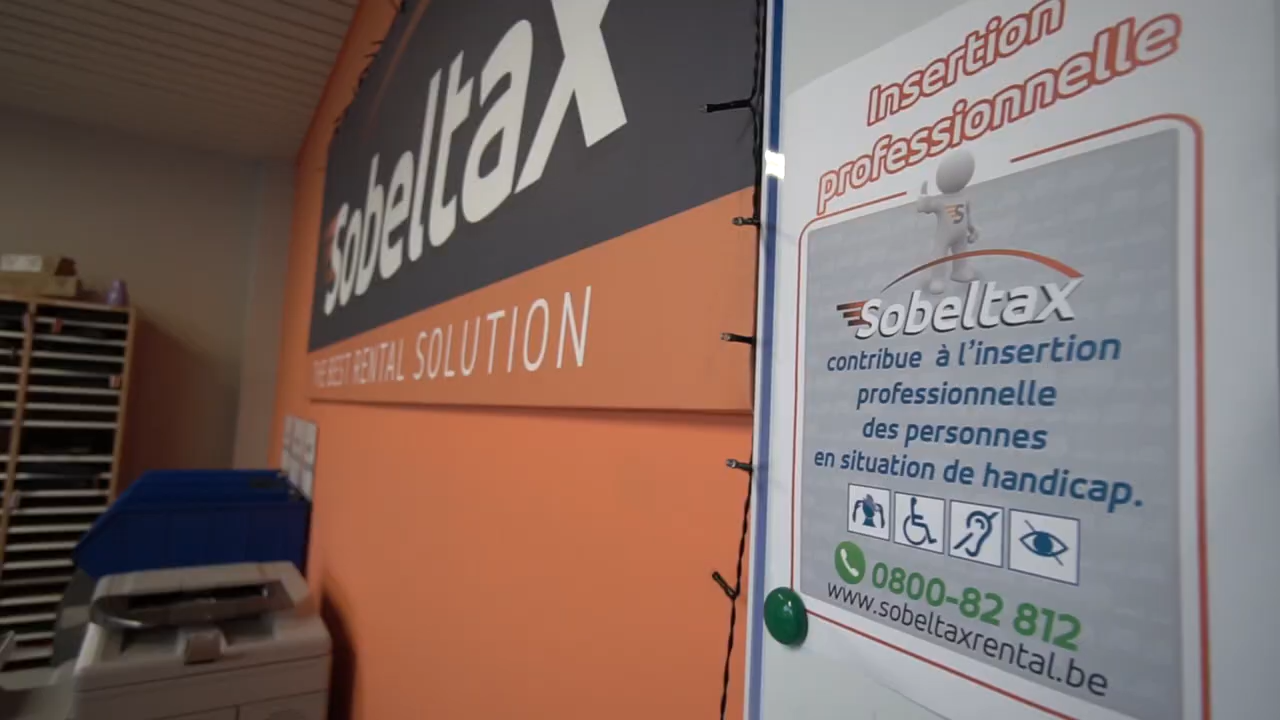 Sobeltax
THE BEST RENTAL SOLUTION
Insertion
professionnelle
S
Sobeltax
contribue à l'insertion
professionnelle
des personnes
en situation de handicap.
0800-82 812
www.sobeltaxrental.be